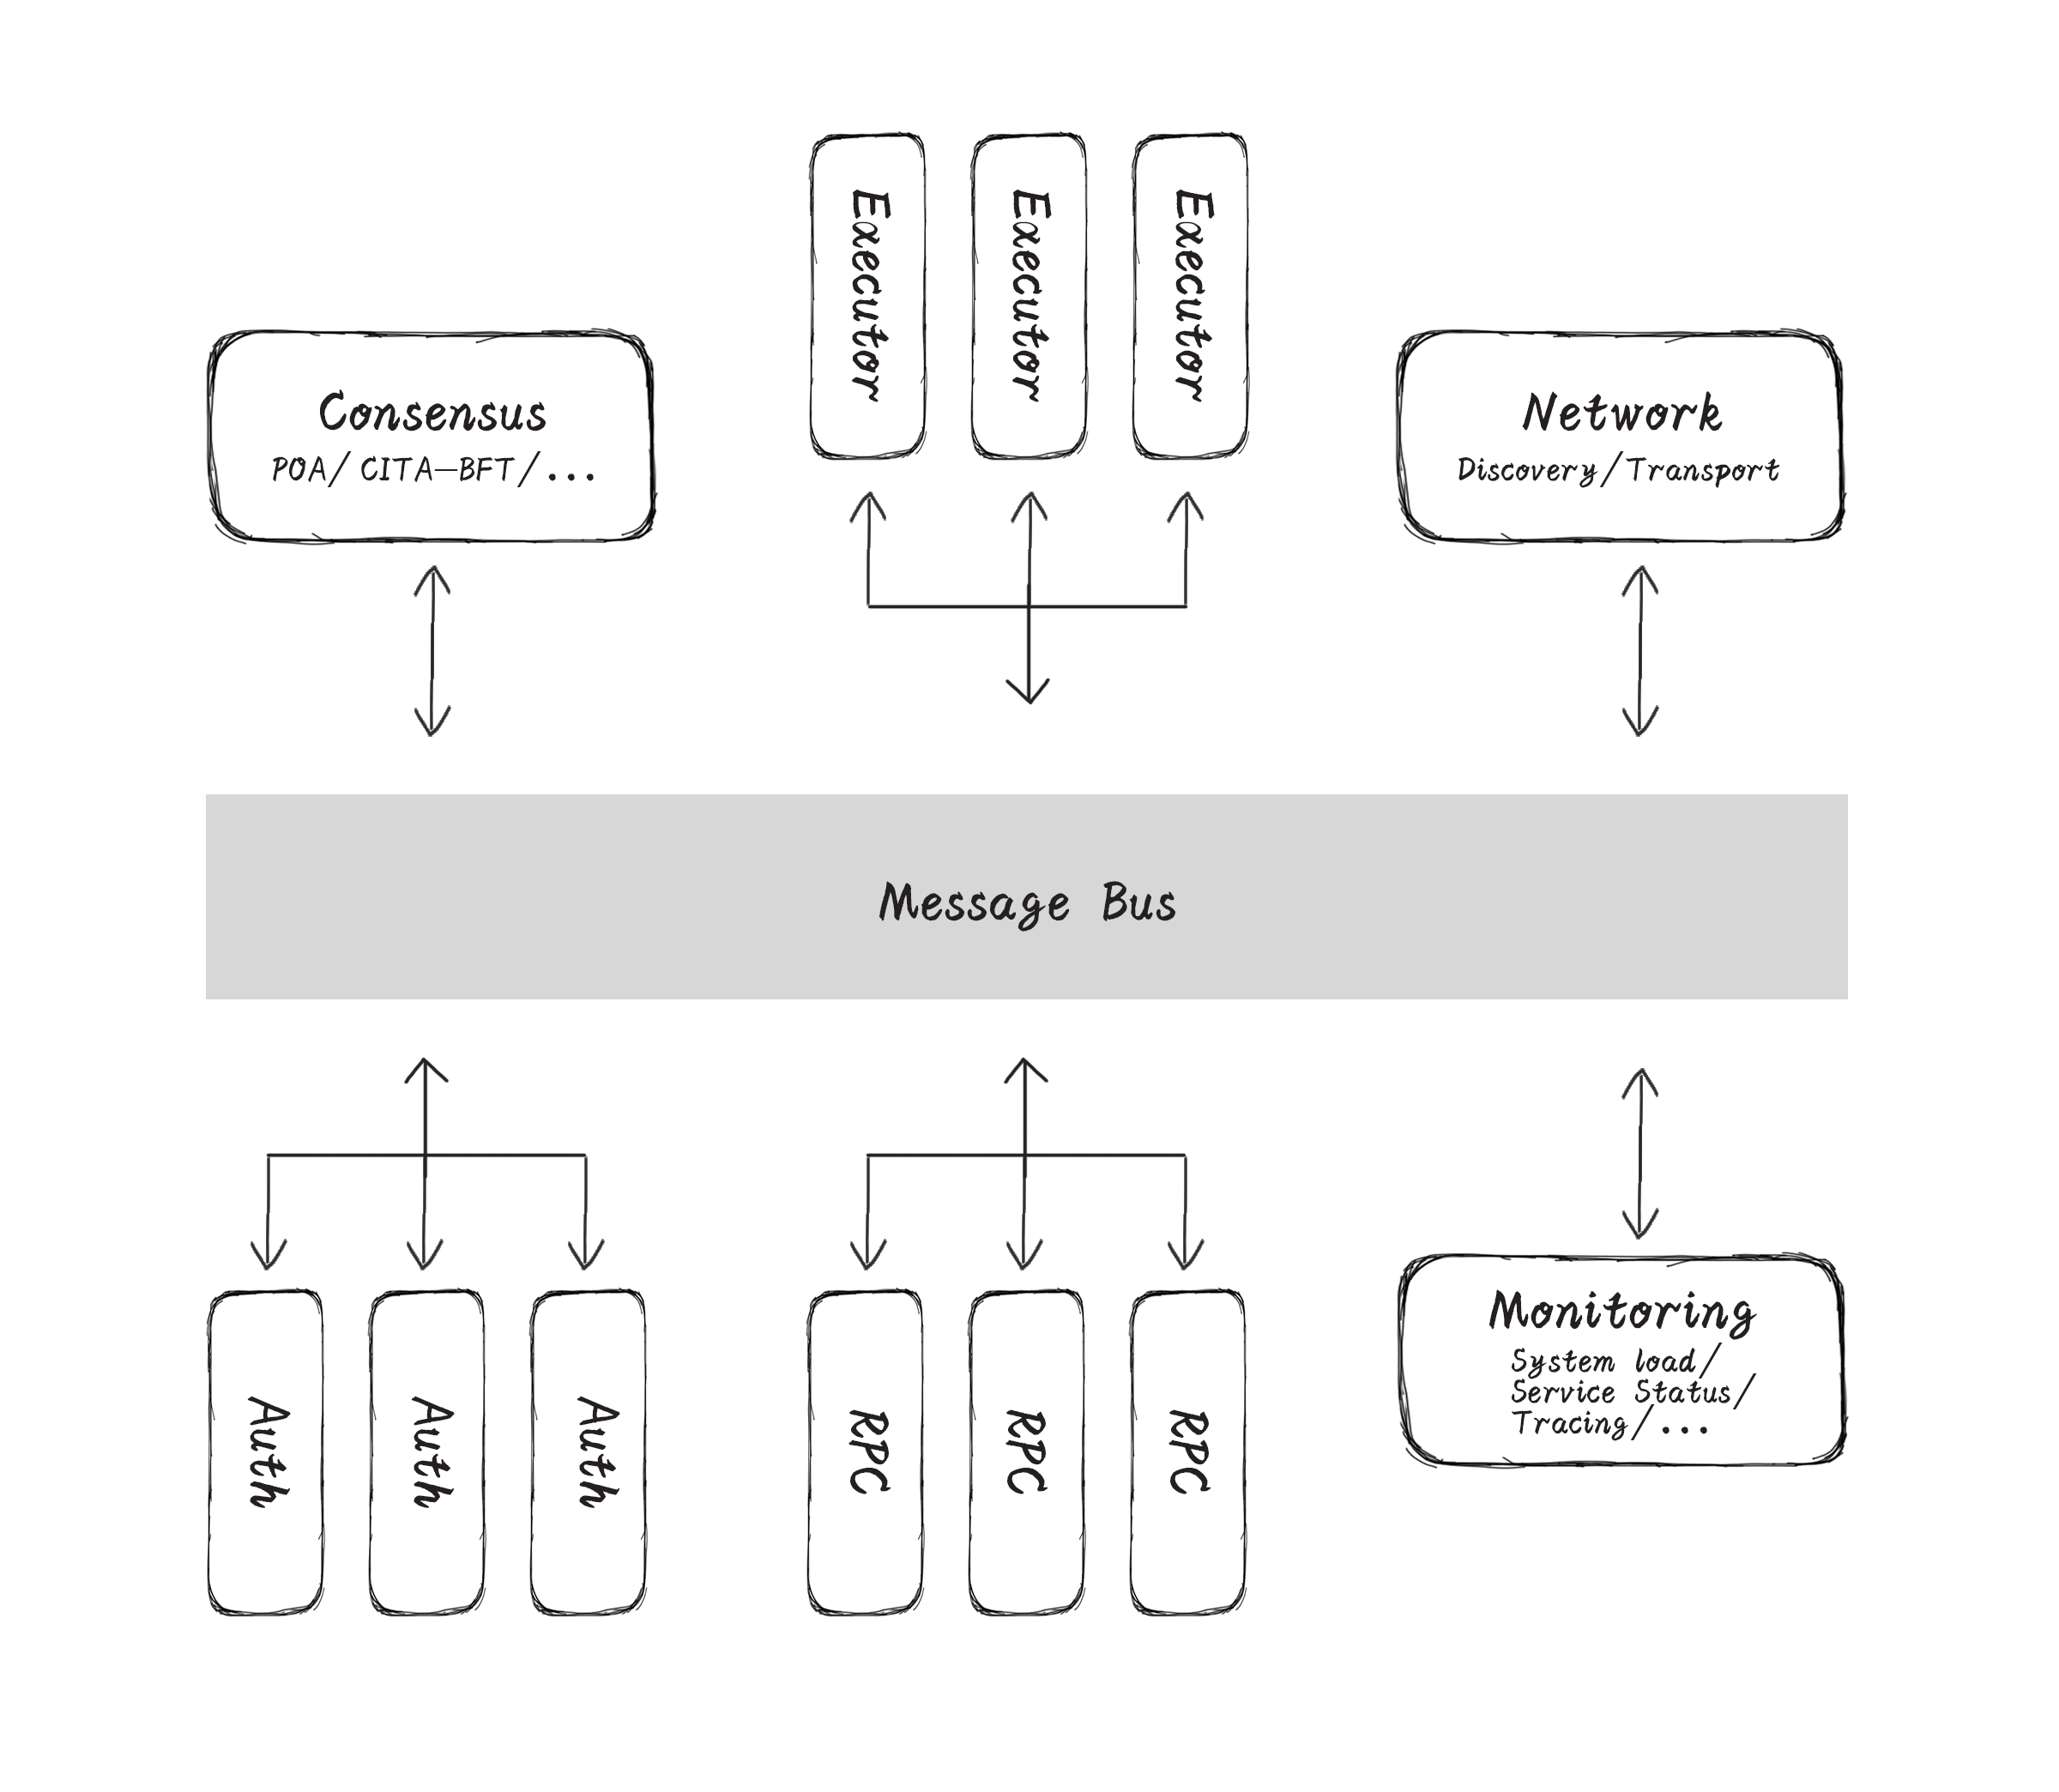 Executor
Executor
Executor
Consensus
POA/ CITA—BFT/...
Network
Discovery/Transport
Message Bus
Auth
Auth
Auth
RPC
RPC
RPC
Monitoring
System load/
Service Status/
Tracing/...